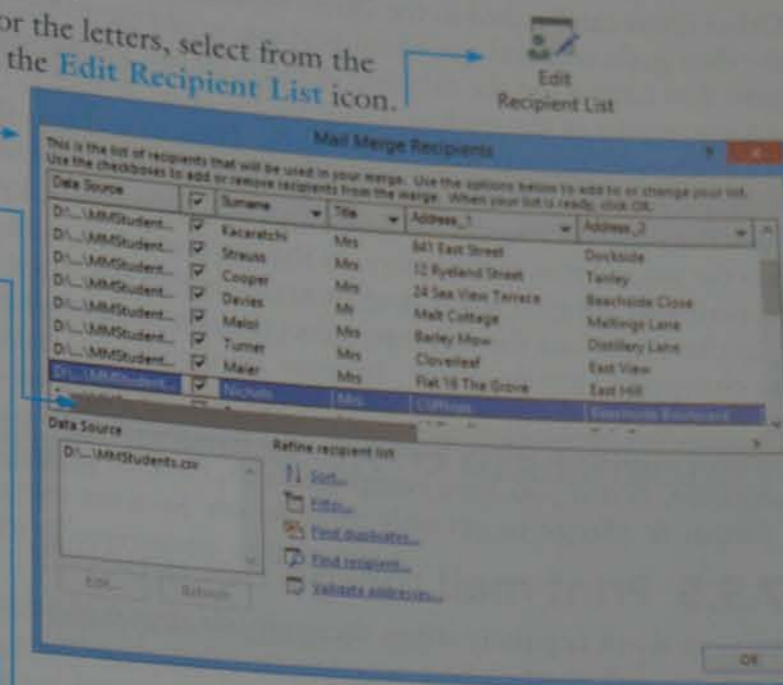 or the letters, select from the
the Edit Recipient List icon.
Edit
Recipient List
Mail Merge Recipients
This is the list of recipients that will be used in your merge. Use the options below to add to or change your list.
Use the checkboxes to add or remove recipients from the merge. When your list is ready, click OK.
Data Source Surname Title Address_1 Address_2
D:\...\MMStudent... Kacaratchi Mrs 841 East Street Dockside
D:\...\MMStudent... Strauss Mrs 12 Ryeland Street Tanley
D:\...\MMStudent... Cooper Mrs 24 Sea View Terrace Beachside Close
D:\...\MMStudent... Davies Mr Malt Cottage Maltings Lane
D:\...\MMStudent... Maloi Mrs Barley Mow Distillery Lane
D:\...\MMStudent... Turner Mrs Cloverleaf East View
D:\...\MMStudent... Maier Mrs Flat 16 The Grove East Hill
D:\...\MMStudent... Nicholls Mrs
Data Source
D:\...\MMStudents.csv
Refine recipient list
Sort...
Filter...
Find duplicates...
Find recipient...
Validate addresses...
Edit... Refresh
OK